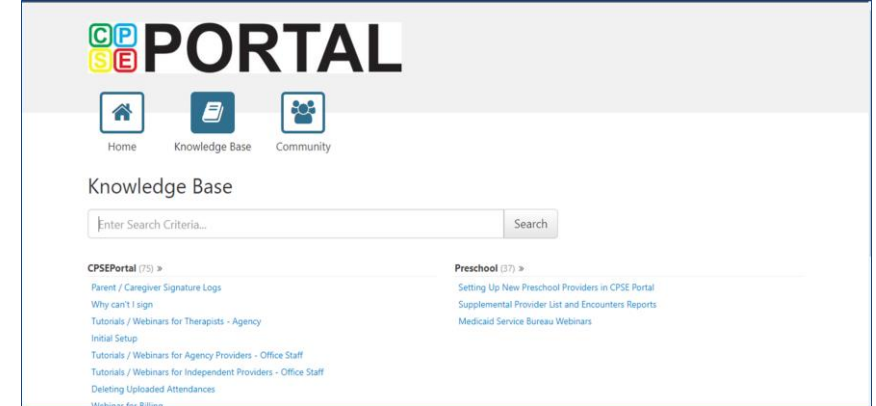 CP
SE PORTAL
Home Knowledge Base Community
Knowledge Base
Enter Search Criteria... Search
CPSEPortal (75) »
Parent / Caregiver Signature Logs
Why can't I sign
Tutorials / Webinars for Therapists - Agency
Initial Setup
Tutorials / Webinars for Agency Providers - Office Staff
Tutorials / Webinars for Independent Providers - Office Staff
Deleting Uploaded Attendances
Webinar for Billing
Preschool (37) »
Setting Up New Preschool Providers in CPSE Portal
Supplemental Provider List and Encounters Reports
Medicaid Service Bureau Webinars